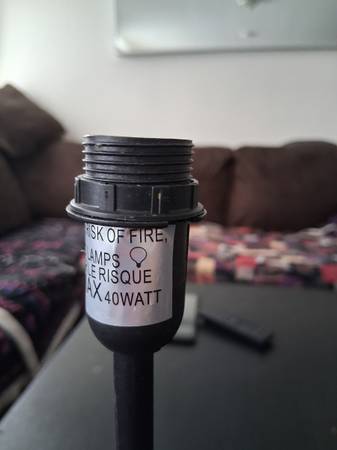 RISK OF FIRE,
LAMPS
LE RISQUE
AX 40WATT